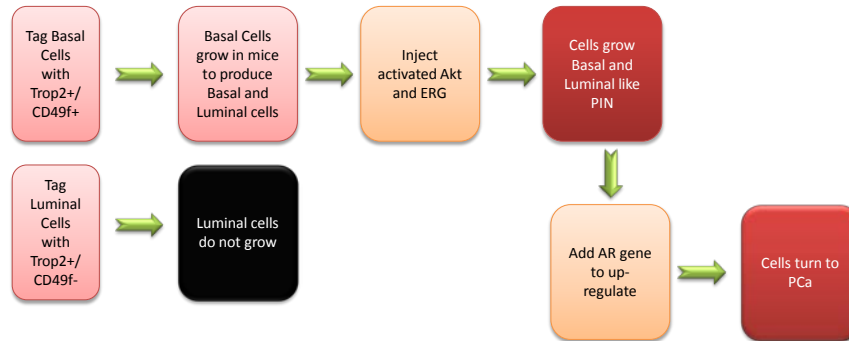 Tag Basal
Cells
with
Trop2+/
CD49f+
Basal Cells
grow in mice
to produce
Basal and
Luminal cells
Inject
activated Akt
and ERG
Cells grow
Basal and
Luminal like
PIN
Tag
Luminal
Cells
with
Trop2+/
CD49f-
Luminal cells
do not grow
Add AR gene
to up-
regulate
Cells turn to
PCa